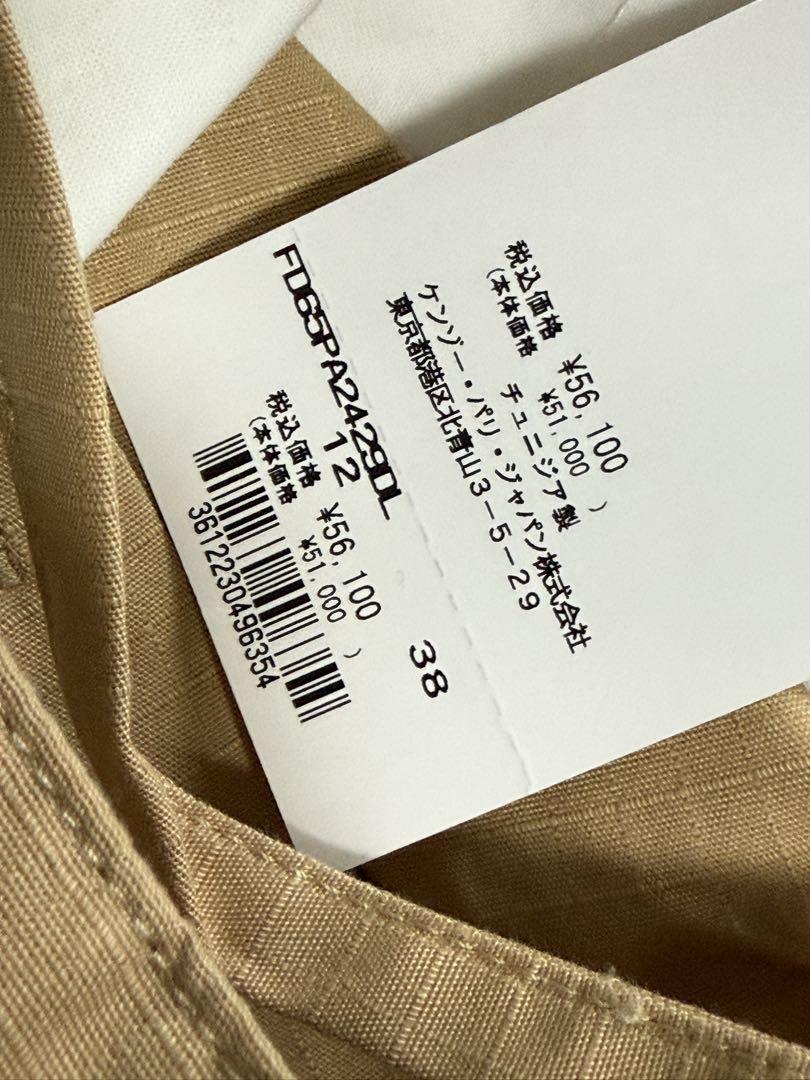 税込価格 ¥56,100
(本体価格 ¥51,000 )
チュニジア製
ケンゾー・パリ・ジャパン株式会社
東京都港区北青山3-5-29
FD65PA2429DL
12 38
税込価格 ¥56,100
(本体価格 ¥51,000 )
3612230496354